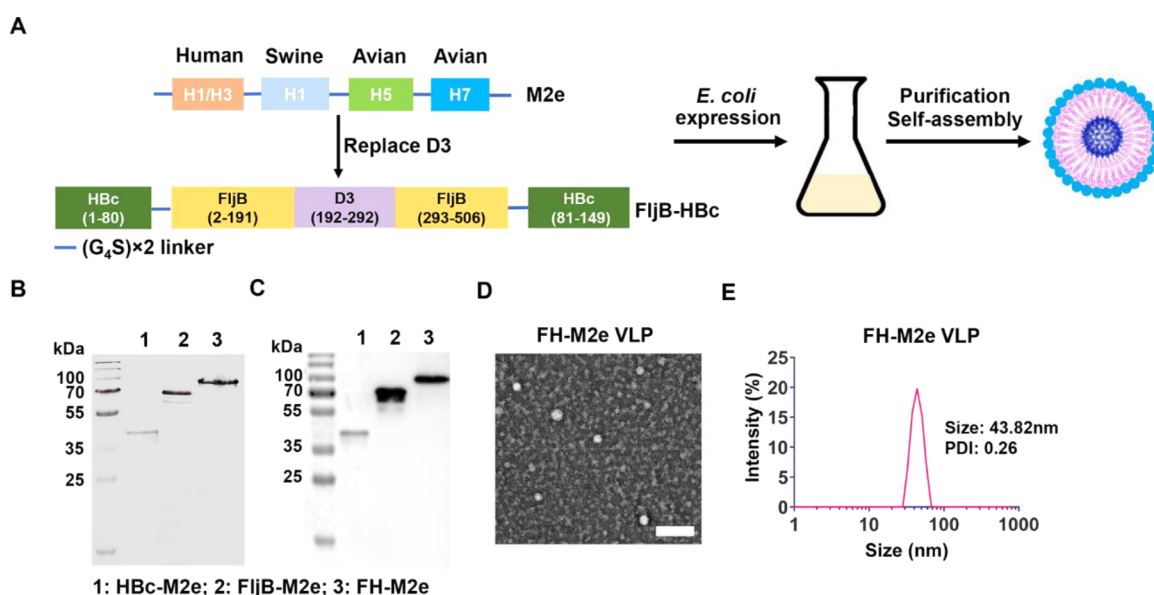 A
Human Swine Avian Avian
H1/H3 H1 H5 H7 M2e
Replace D3
HBc
(1-80)
FljB
(2-191)
D3
(192-292)
FljB
(293-506)
HBc
(81-149)
FljB-HBc
(G₄S)×2 linker
E. coli
expression
Purification
Self-assembly
B
1 2 3
kDa
100
70
55
35
25
C
1 2 3
kDa
100
70
55
35
25
1: HBc-M2e; 2: FljB-M2e; 3: FH-M2e
D
FH-M2e VLP
E
FH-M2e VLP
Intensity (%)
25
20
15
10
5
0
Size: 43.82nm
PDI: 0.26
1 10 100 1000
Size (nm)